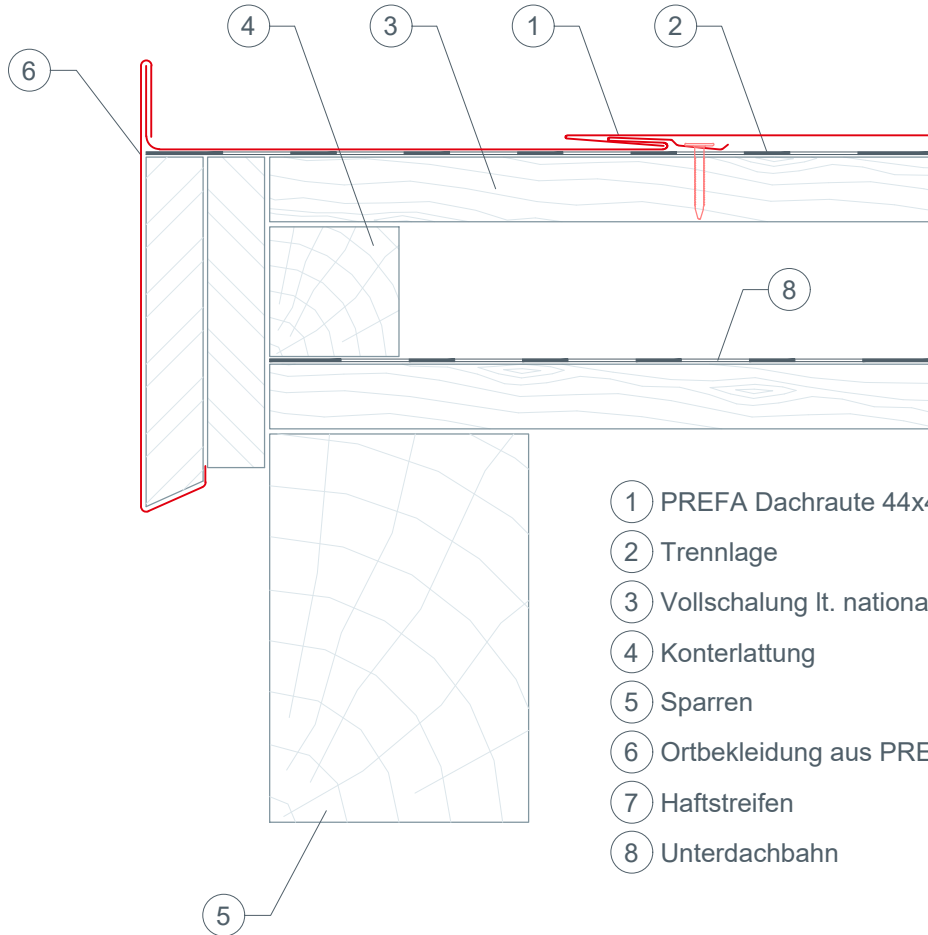 4 3 1 2
6
8
1 PREFA Dachraute 44x4
2 Trennlage
3 Vollschalung lt. nationa
4 Konterlattung
5 Sparren
6 Ortbekleidung aus PRE
7 Haftstreifen
8 Unterdachbahn
5